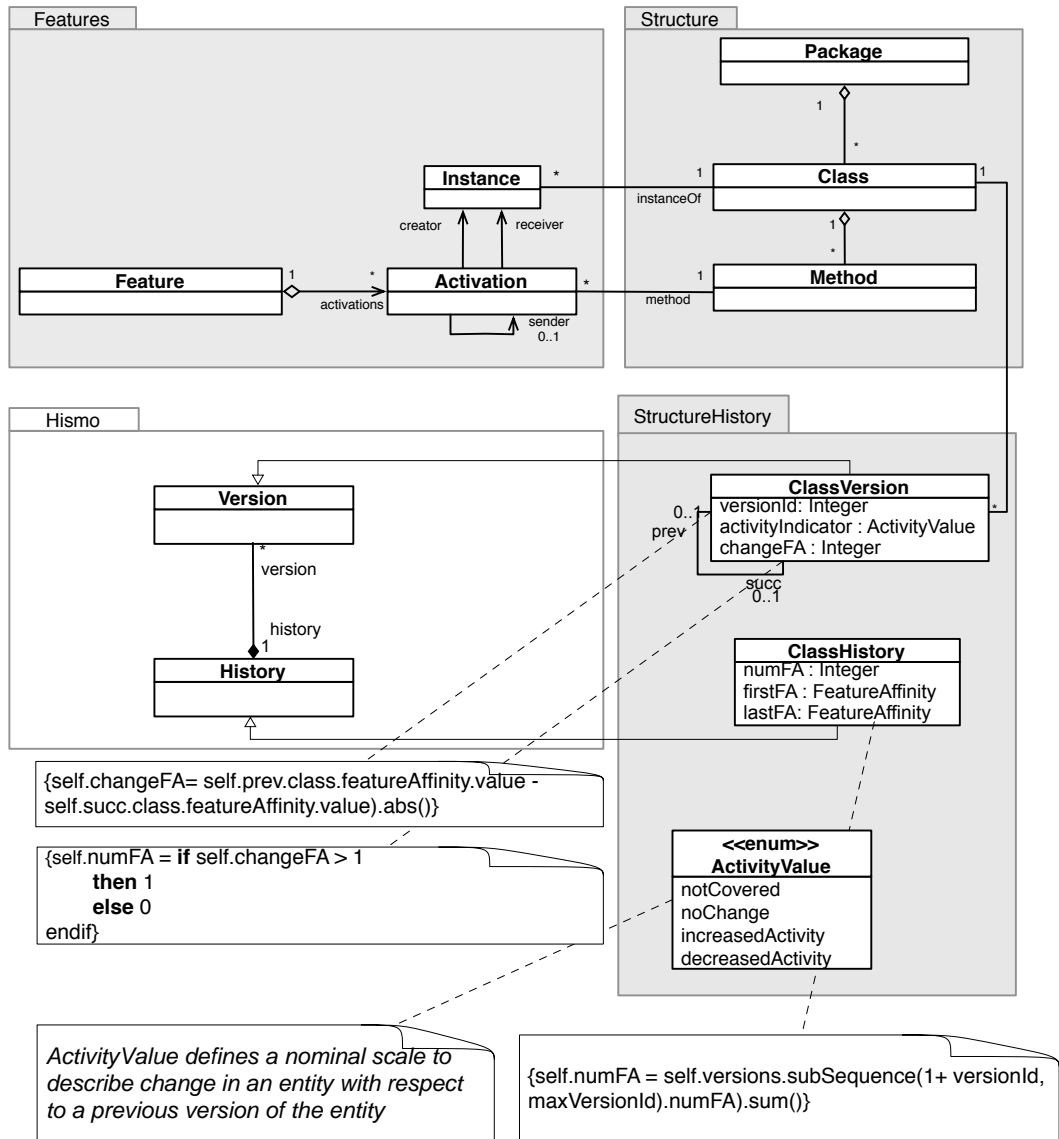 Features
Structure
Package
1
*
Instance
*
1
instanceOf
Class
1
creator
receiver
1
*
Feature
1
*
activations
Activation
*
1
method
Method
sender
0..1
Hismo
StructureHistory
Version
*
version
history
1
History
ClassVersion
versionId: Integer
activityIndicator : ActivityValue
changeFA : Integer
*
0..1
prev
succ
0..1
ClassHistory
numFA : Integer
firstFA : FeatureAffinity
lastFA: FeatureAffinity
{self.changeFA= self.prev.class.featureAffinity.value -
self.succ.class.featureAffinity.value).abs()}
{self.numFA = if self.changeFA > 1
then 1
else 0
endif}
<<enum>>
ActivityValue
notCovered
noChange
increasedActivity
decreasedActivity
ActivityValue defines a nominal scale to
describe change in an entity with respect
to a previous version of the entity
{self.numFA = self.versions.subSequence(1+ versionId,
maxVersionId).numFA).sum()}